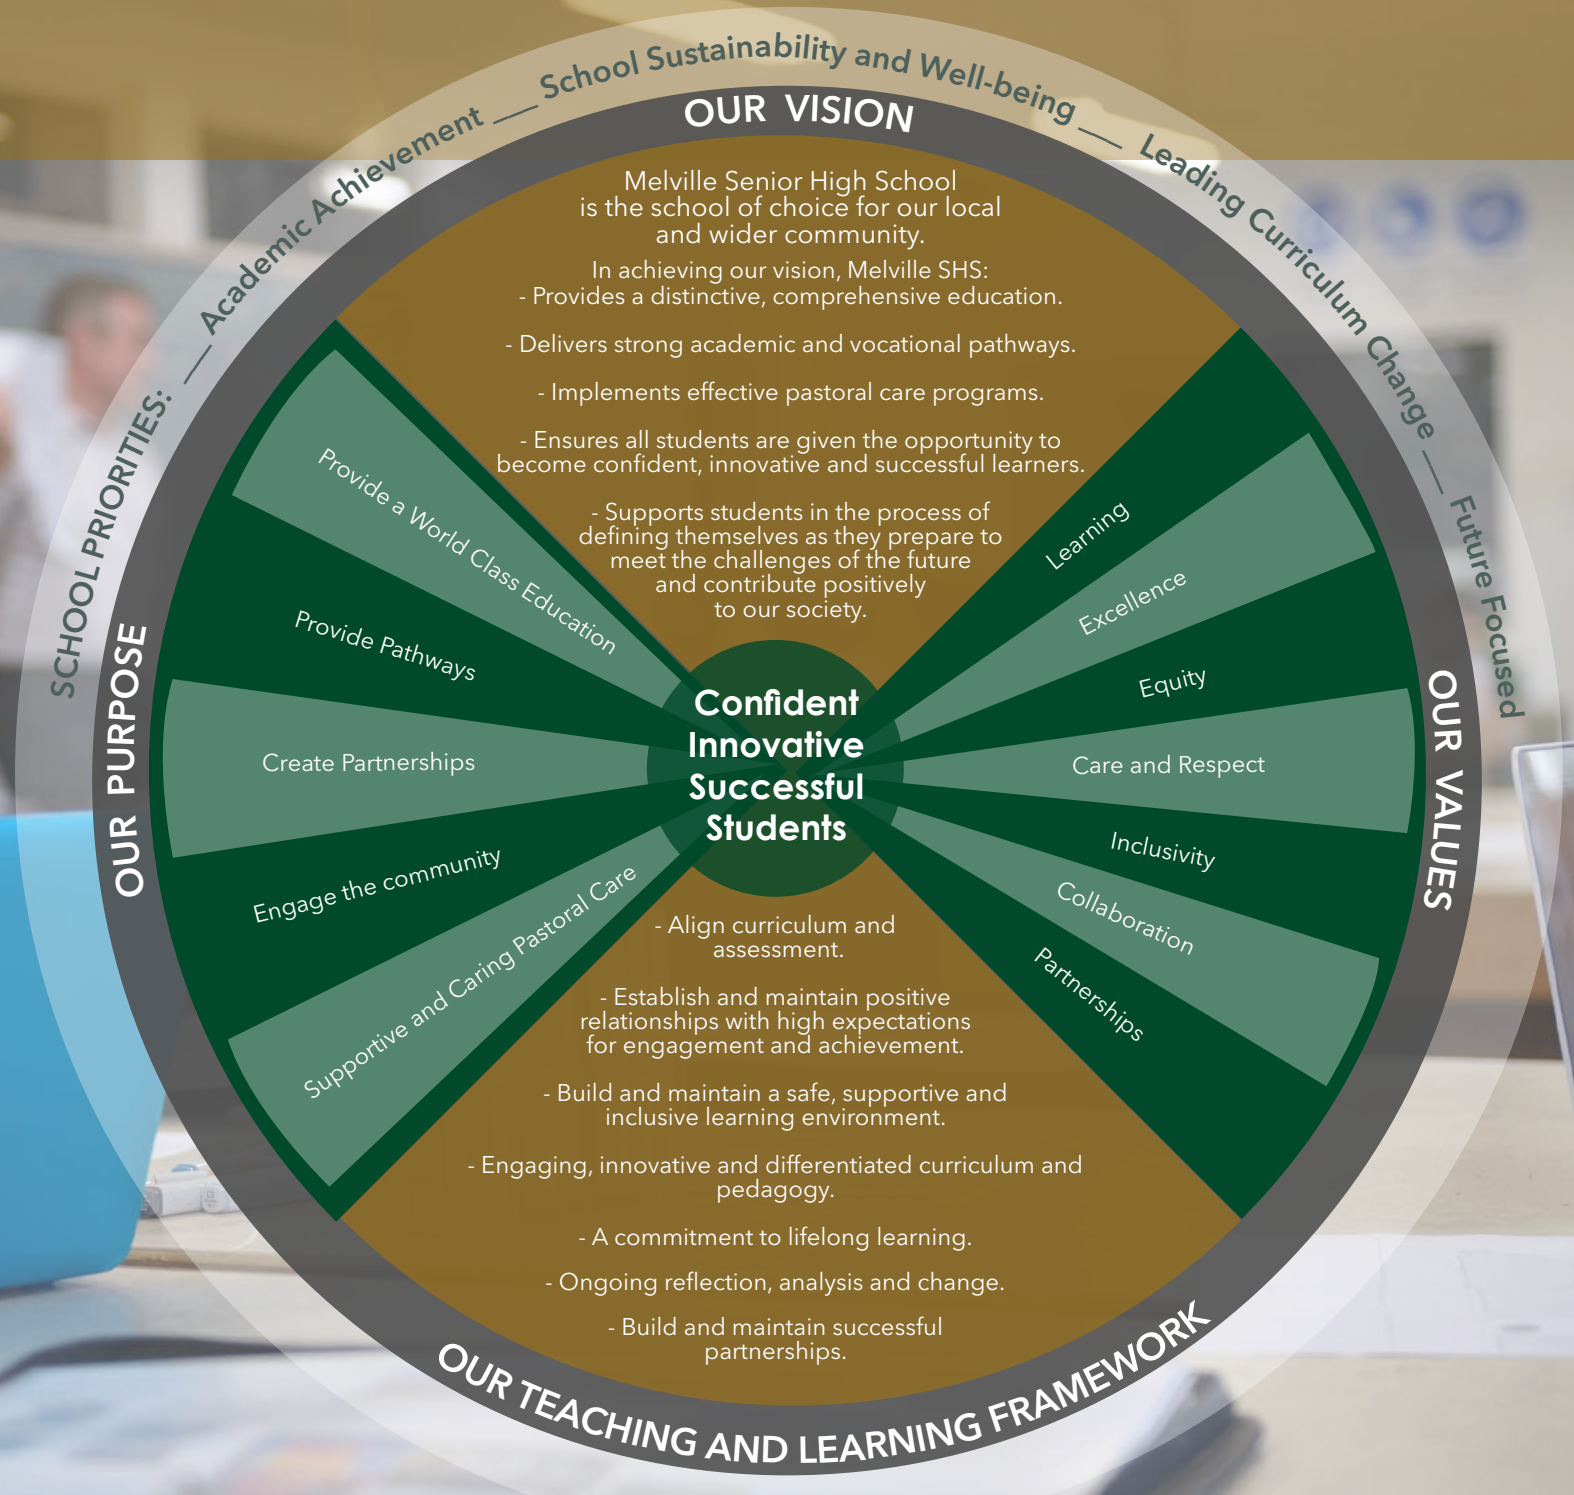 SCHOOL PRIORITIES: ___ Academic Achievement ___ School Sustainability and Well-being ___ Leading Curriculum Change ___ Future Focused
OUR VISION
Melville Senior High School
is the school of choice for our local
and wider community.
In achieving our vision, Melville SHS:
- Provides a distinctive, comprehensive education.
- Delivers strong academic and vocational pathways.
- Implements effective pastoral care programs.
- Ensures all students are given the opportunity to
become confident, innovative and successful learners.
- Supports students in the process of
defining themselves as they prepare to
meet the challenges of the future
and contribute positively
to our society.
OUR PURPOSE
Provide a World Class Education
Provide Pathways
Create Partnerships
Engage the community
Supportive and Caring Pastoral Care
Confident
Innovative
Successful
Students
OUR VALUES
Learning
Excellence
Equity
Care and Respect
Inclusivity
Collaboration
Partnerships
- Align curriculum and
assessment.
- Establish and maintain positive
relationships with high expectations
for engagement and achievement.
- Build and maintain a safe, supportive and
inclusive learning environment.
- Engaging, innovative and differentiated curriculum and
pedagogy.
- A commitment to lifelong learning.
- Ongoing reflection, analysis and change.
- Build and maintain successful
partnerships.
OUR TEACHING AND LEARNING FRAMEWORK